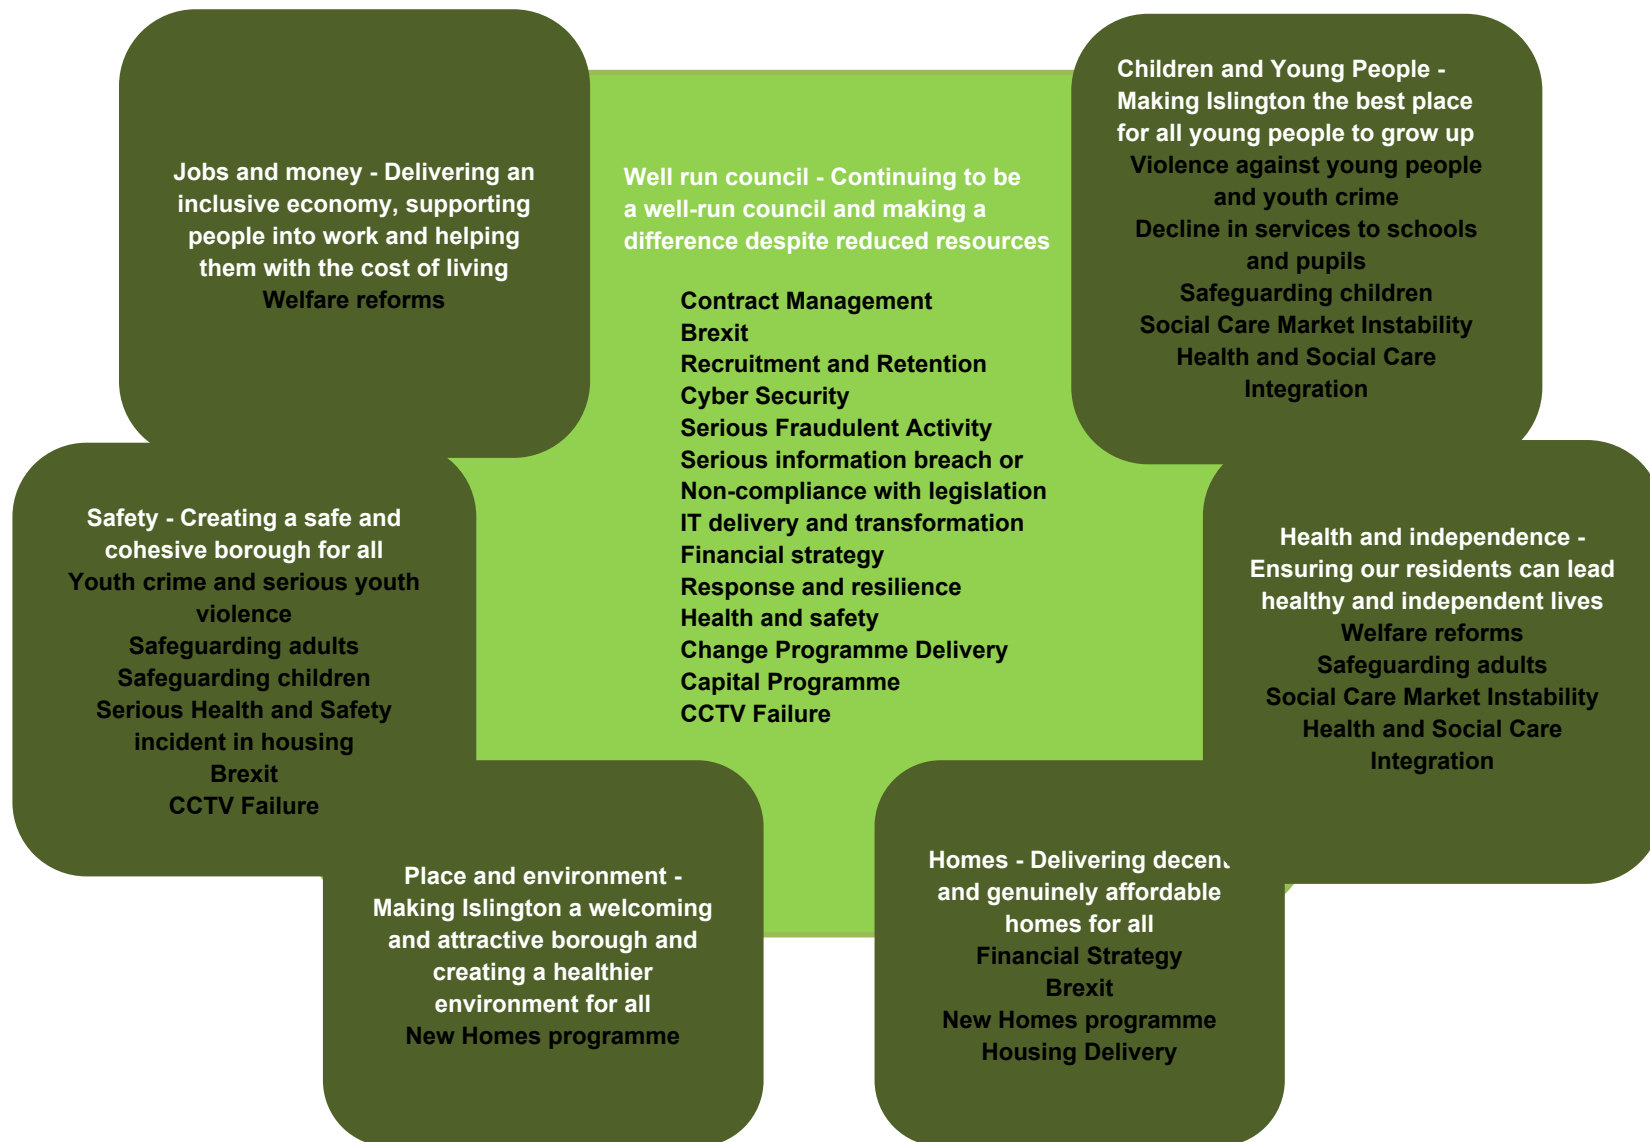 Jobs and money - Delivering an
inclusive economy, supporting
people into work and helping
them with the cost of living
Welfare reforms
Well run council - Continuing to be
a well-run council and making a
difference despite reduced resources
Contract Management
Brexit
Recruitment and Retention
Cyber Security
Serious Fraudulent Activity
Serious information breach or
Non-compliance with legislation
IT delivery and transformation
Financial strategy
Response and resilience
Health and safety
Change Programme Delivery
Capital Programme
CCTV Failure
Children and Young People -
Making Islington the best place
for all young people to grow up
Violence against young people
and youth crime
Decline in services to schools
and pupils
Safeguarding children
Social Care Market Instability
Health and Social Care
Integration
Safety - Creating a safe and
cohesive borough for all
Youth crime and serious youth
violence
Safeguarding adults
Safeguarding children
Serious Health and Safety
incident in housing
Brexit
CCTV Failure
Health and independence -
Ensuring our residents can lead
healthy and independent lives
Welfare reforms
Safeguarding adults
Social Care Market Instability
Health and Social Care
Integration
Place and environment -
Making Islington a welcoming
and attractive borough and
creating a healthier
environment for all
New Homes programme
Homes - Delivering decent
and genuinely affordable
homes for all
Financial Strategy
Brexit
New Homes programme
Housing Delivery